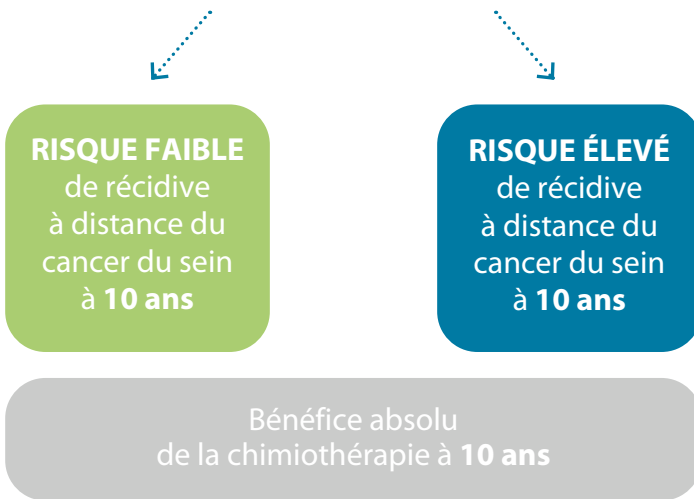 RISQUE FAIBLE
de récidive
à distance du
cancer du sein
à 10 ans
RISQUE ÉLEVÉ
de récidive
à distance du
cancer du sein
à 10 ans
Bénéfice absolu
de la chimiothérapie à 10 ans